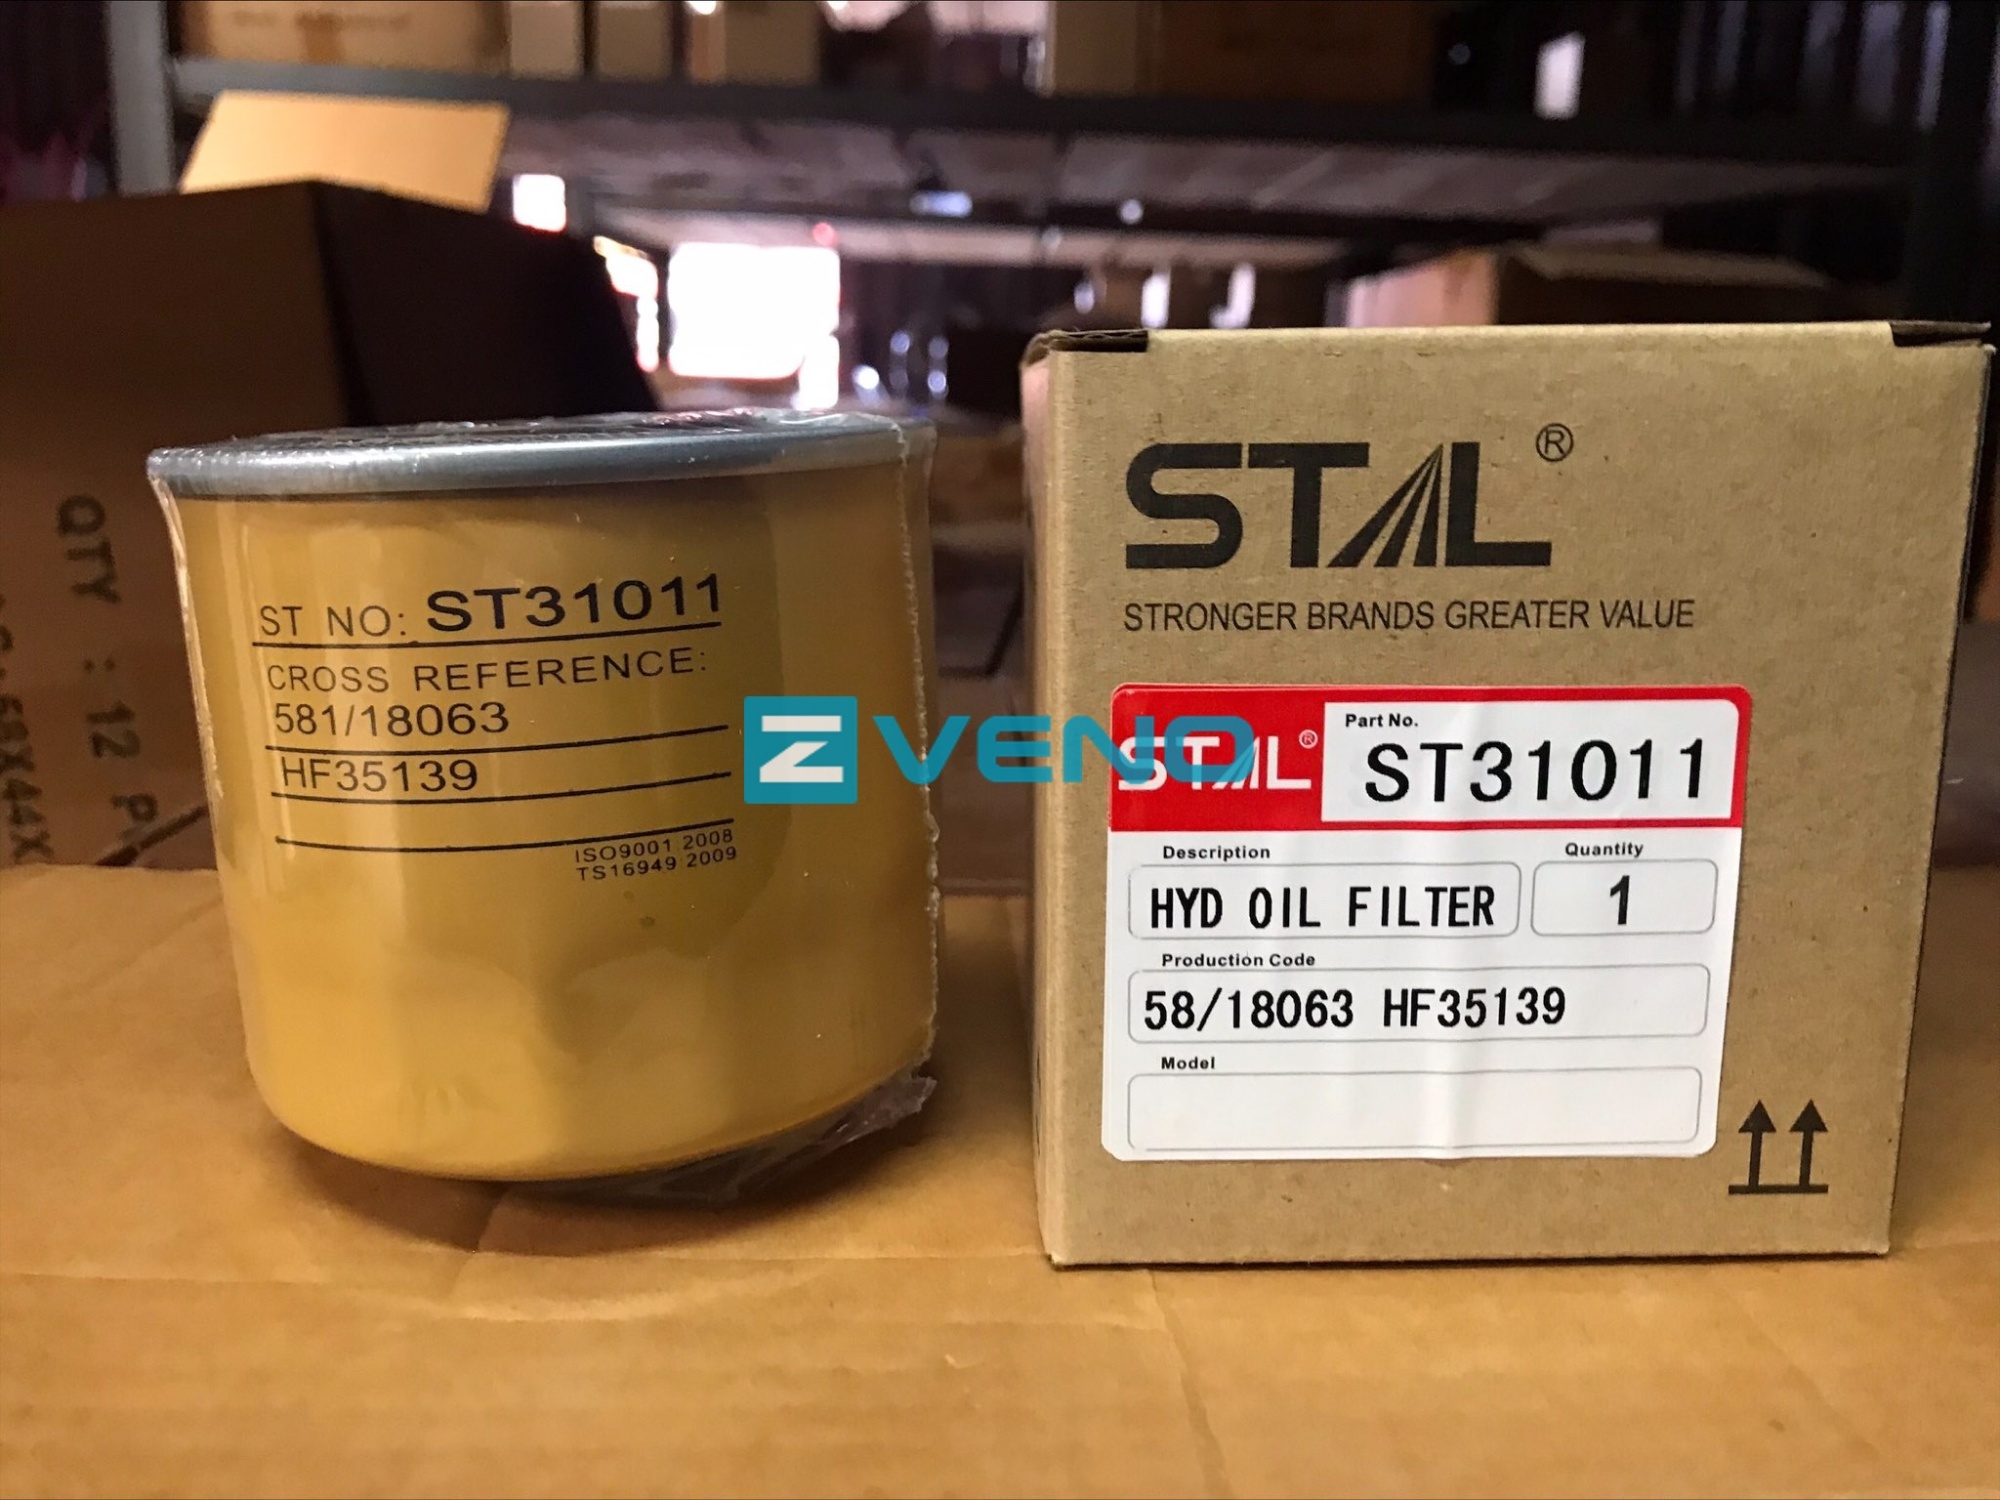 QTY : 12 P
ST NO: ST31011
CROSS REFERENCE:
581/18063
HF35139
ISO9001 2008
TS16949 2009
ZVENO
STAL®
STRONGER BRANDS GREATER VALUE
STAL®
Part No.
ST31011
Description
Quantity
HYD OIL FILTER
1
Production Code
58/18063 HF35139
Model